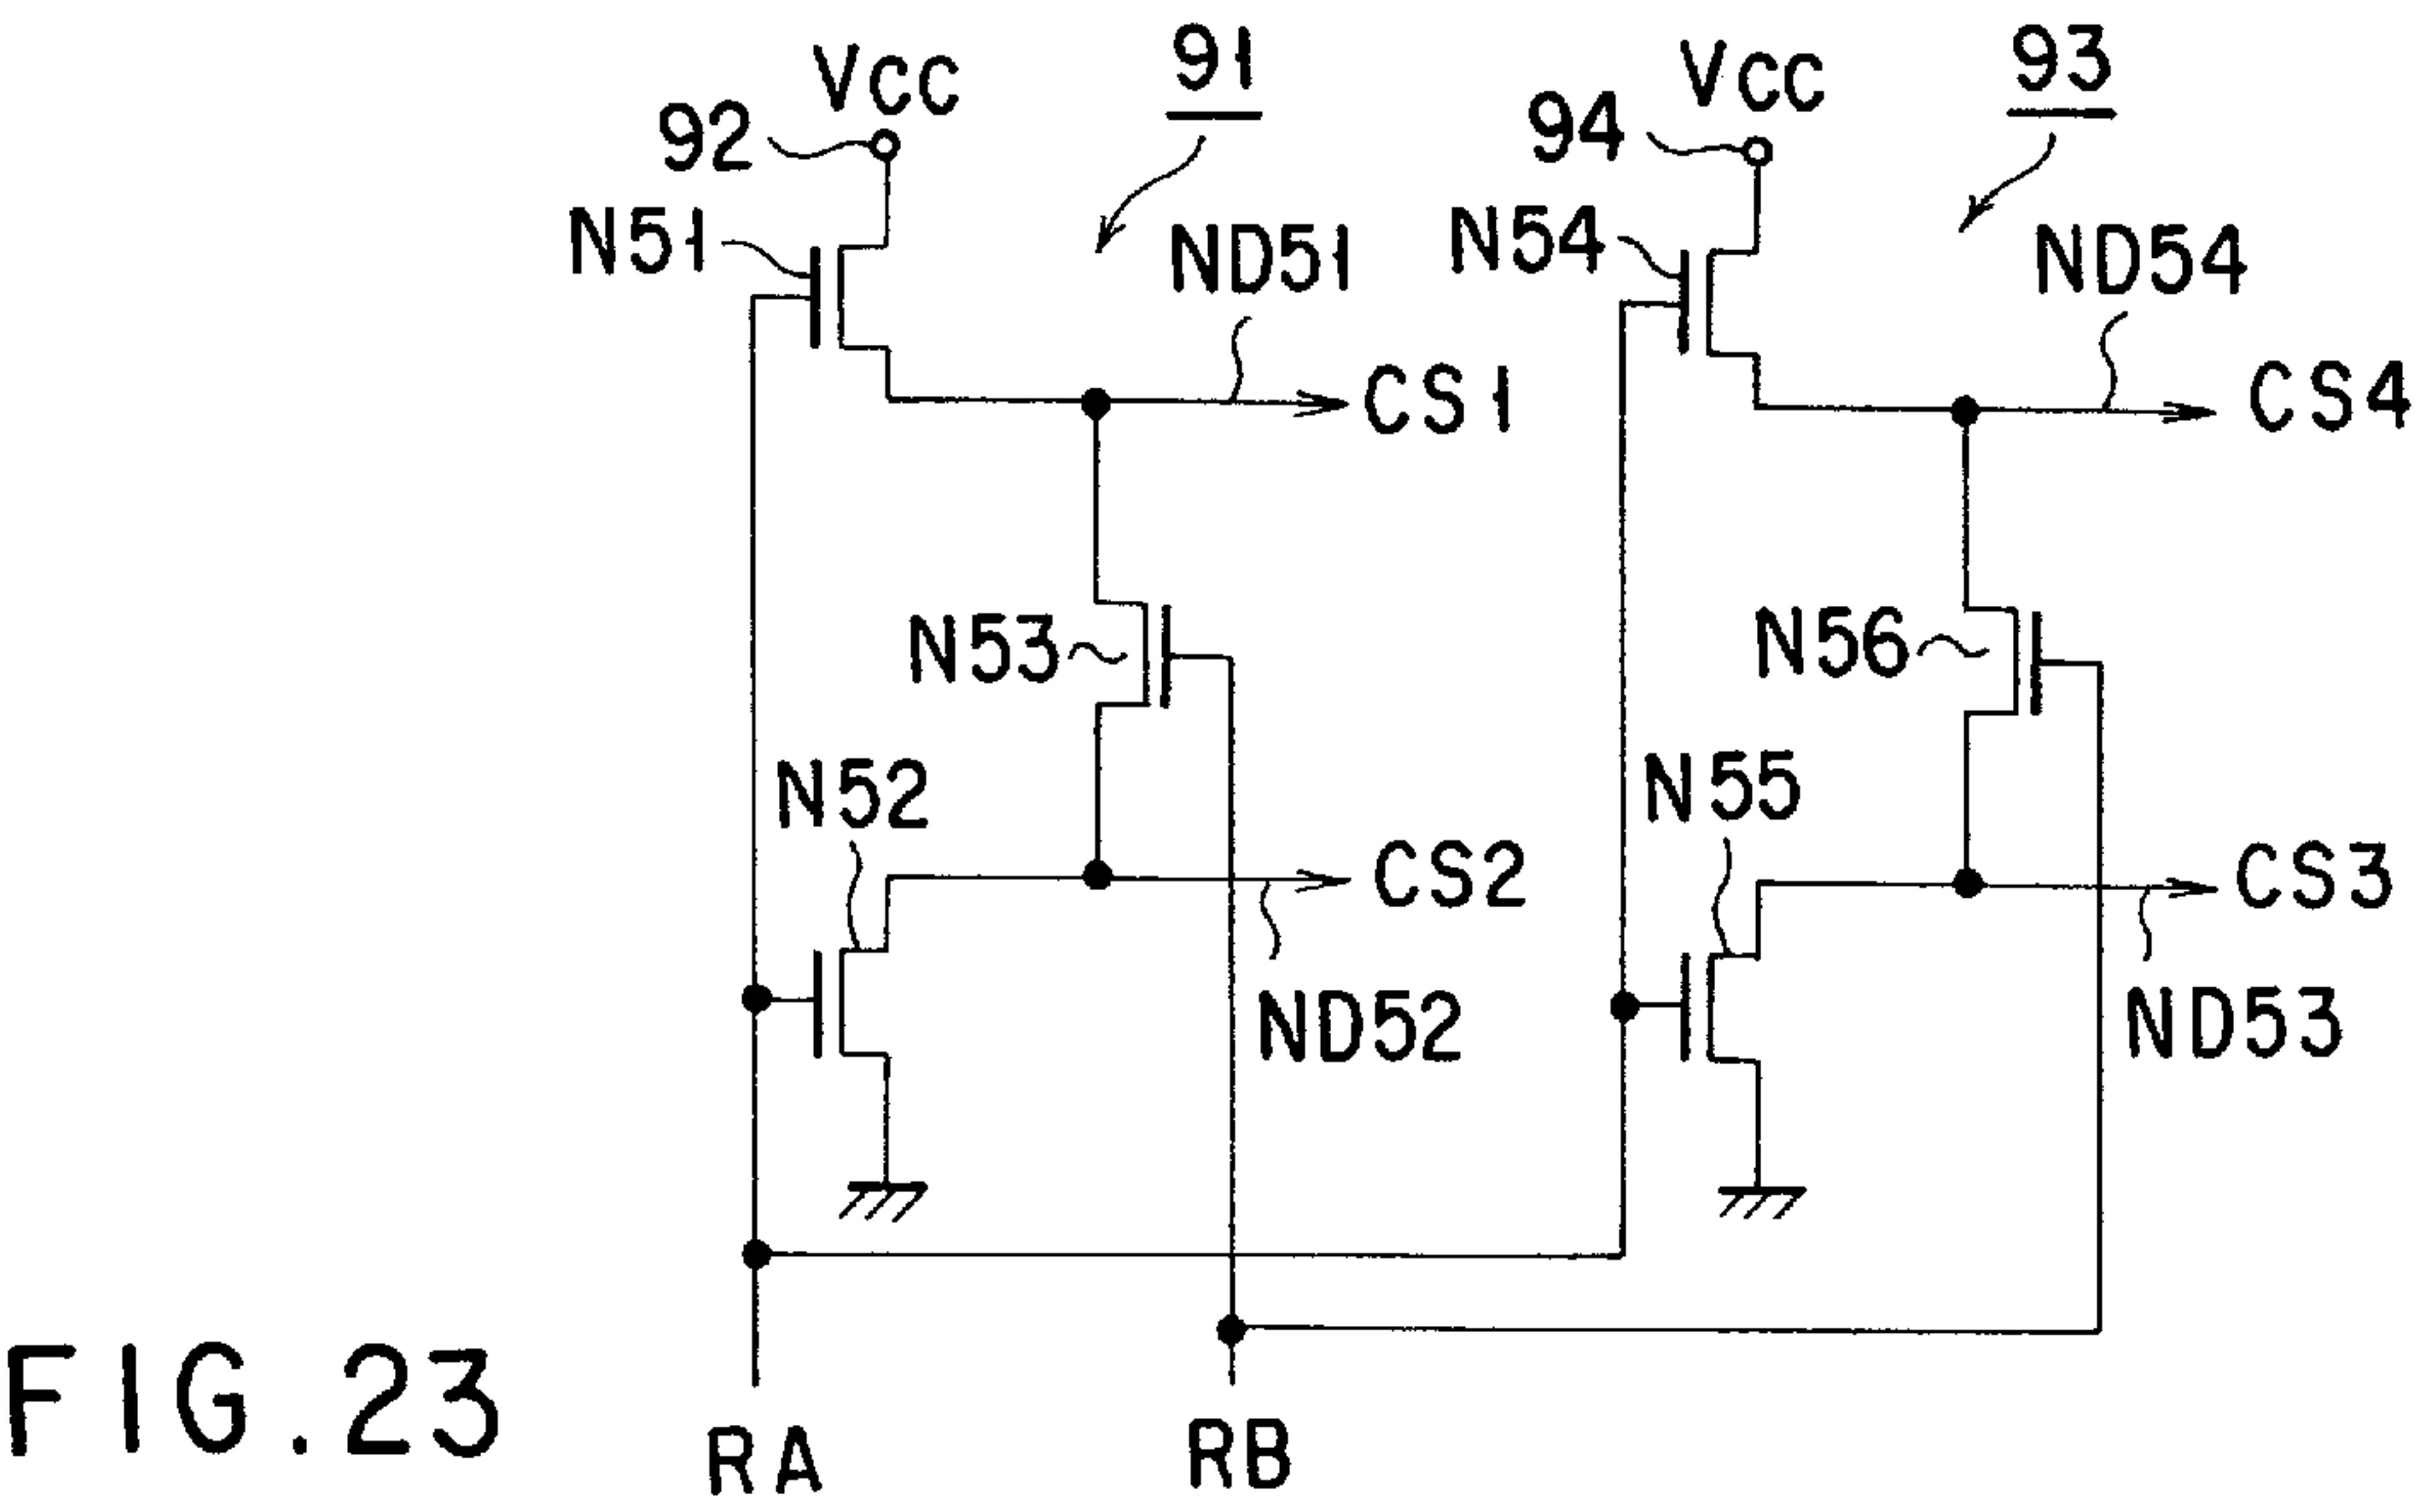 91
93
VCC
VCC
92
94
N51
N54
ND51
ND54
CS1
CS4
N53
N56
N52
N55
CS2
CS3
ND52
ND53
FIG.23
RA
RB